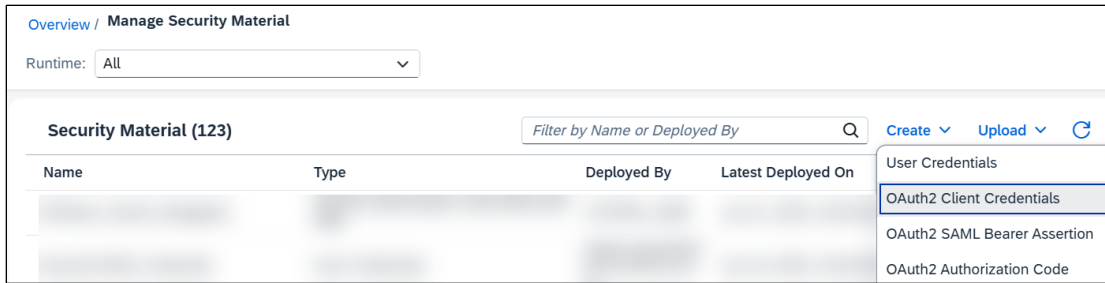 Overview / Manage Security Material
Runtime: All
Security Material (123) Filter by Name or Deployed By Create Upload
Name Type Deployed By Latest Deployed On
User Credentials
OAuth2 Client Credentials
OAuth2 SAML Bearer Assertion
OAuth2 Authorization Code